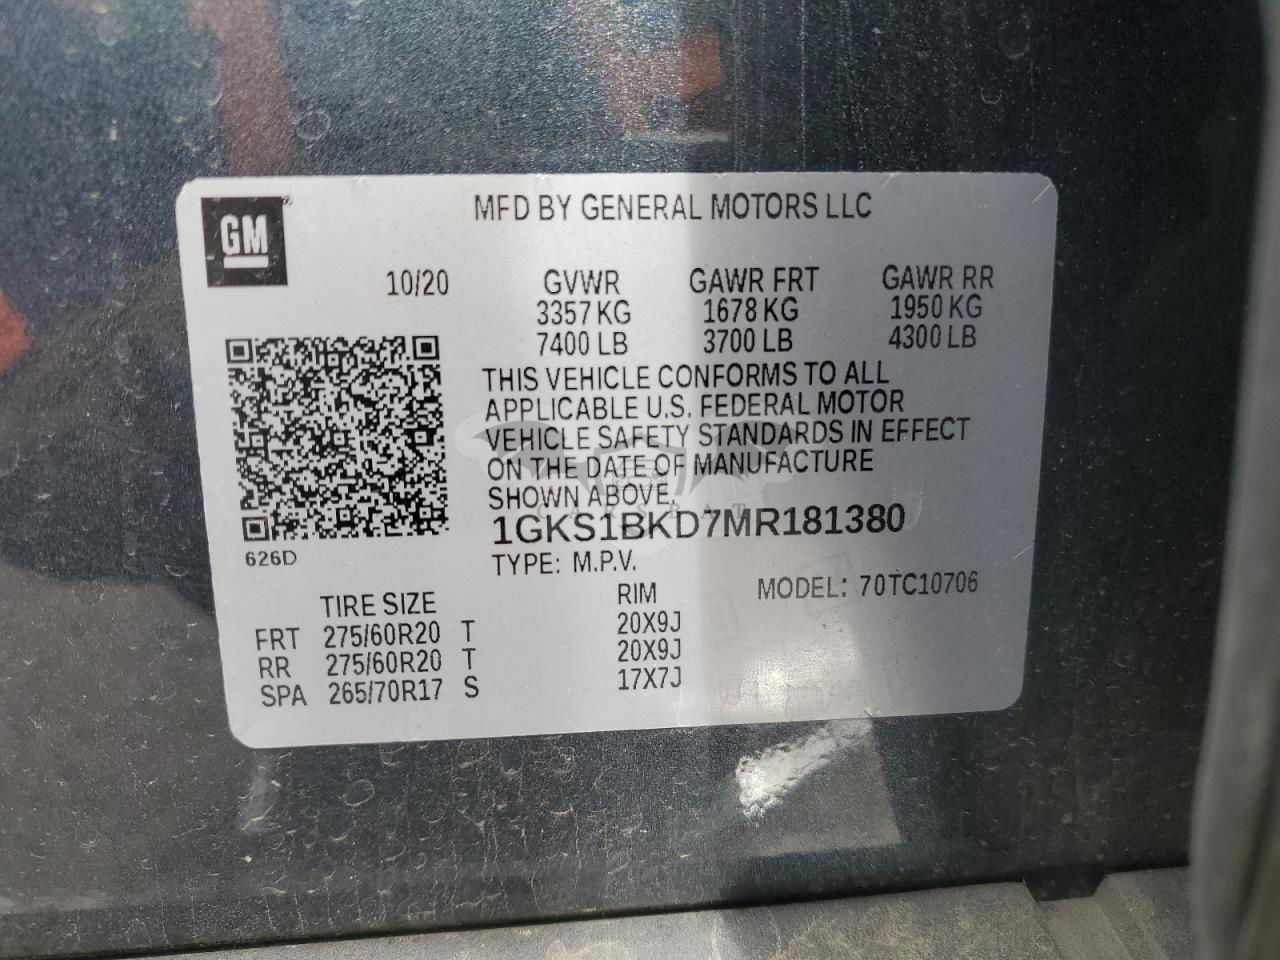 GM
MFD BY GENERAL MOTORS LLC
10/20 GVWR GAWR FRT GAWR RR
3357 KG 1678 KG 1950 KG
7400 LB 3700 LB 4300 LB
THIS VEHICLE CONFORMS TO ALL
APPLICABLE U.S. FEDERAL MOTOR
VEHICLE SAFETY STANDARDS IN EFFECT
ON THE DATE OF MANUFACTURE
SHOWN ABOVE.
1GKS1BKD7MR181380
626D
TYPE: M.P.V.
MODEL: 70TC10706
TIRE SIZE RIM
FRT 275/60R20 T 20X9J
RR 275/60R20 T 20X9J
SPA 265/70R17 S 17X7J